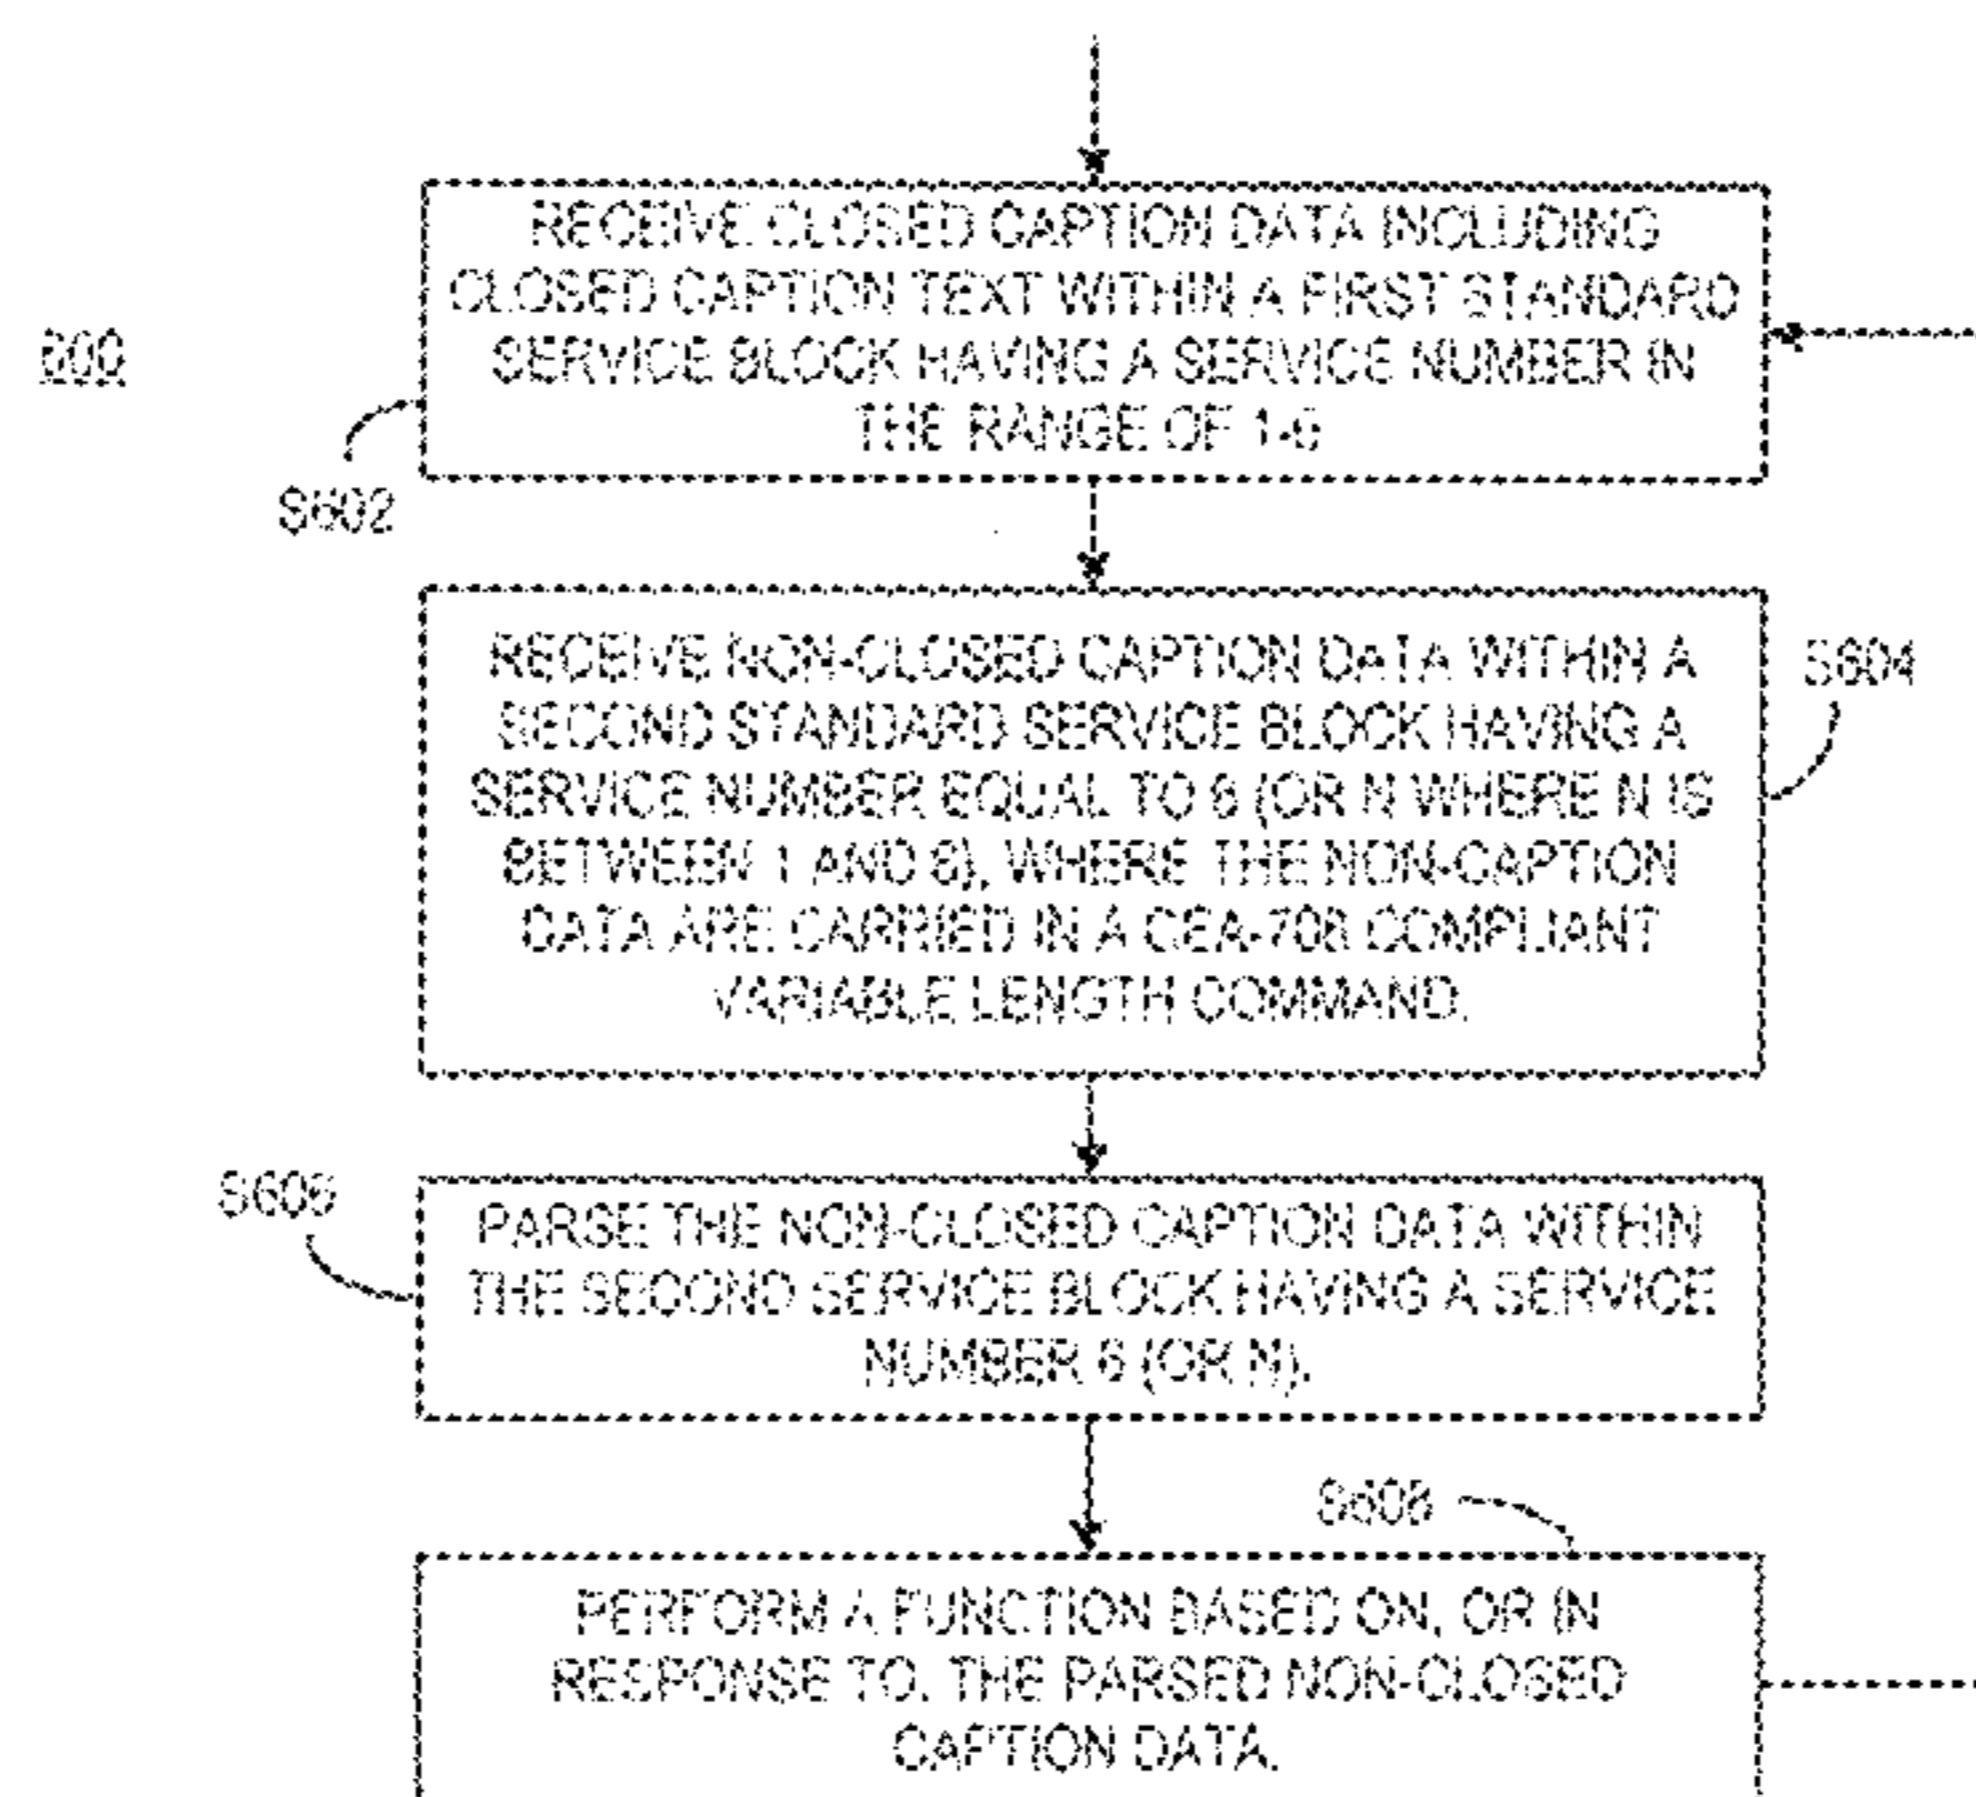 600
RECEIVE CLOSED CAPTION DATA INCLUDING
CLOSED CAPTION TEXT WITHIN A FIRST STANDARD
SERVICE BLOCK HAVING A SERVICE NUMBER IN
THE RANGE OF 1-6
S602
RECEIVE NON-CLOSED CAPTION DATA WITHIN A
SECOND STANDARD SERVICE BLOCK HAVING A
SERVICE NUMBER EQUAL TO 6 (OR N WHERE N IS
BETWEEN 1 AND 6), WHERE THE NON-CAPTION
DATA ARE CARRIED IN A CEA-708 COMPLIANT
VARIABLE LENGTH COMMAND.
S604
S606
PARSE THE NON-CLOSED CAPTION DATA WITHIN
THE SECOND SERVICE BLOCK HAVING A SERVICE
NUMBER 6 (OR N).
S608
PERFORM A FUNCTION BASED ON, OR IN
RESPONSE TO, THE PARSED NON-CLOSED
CAPTION DATA.